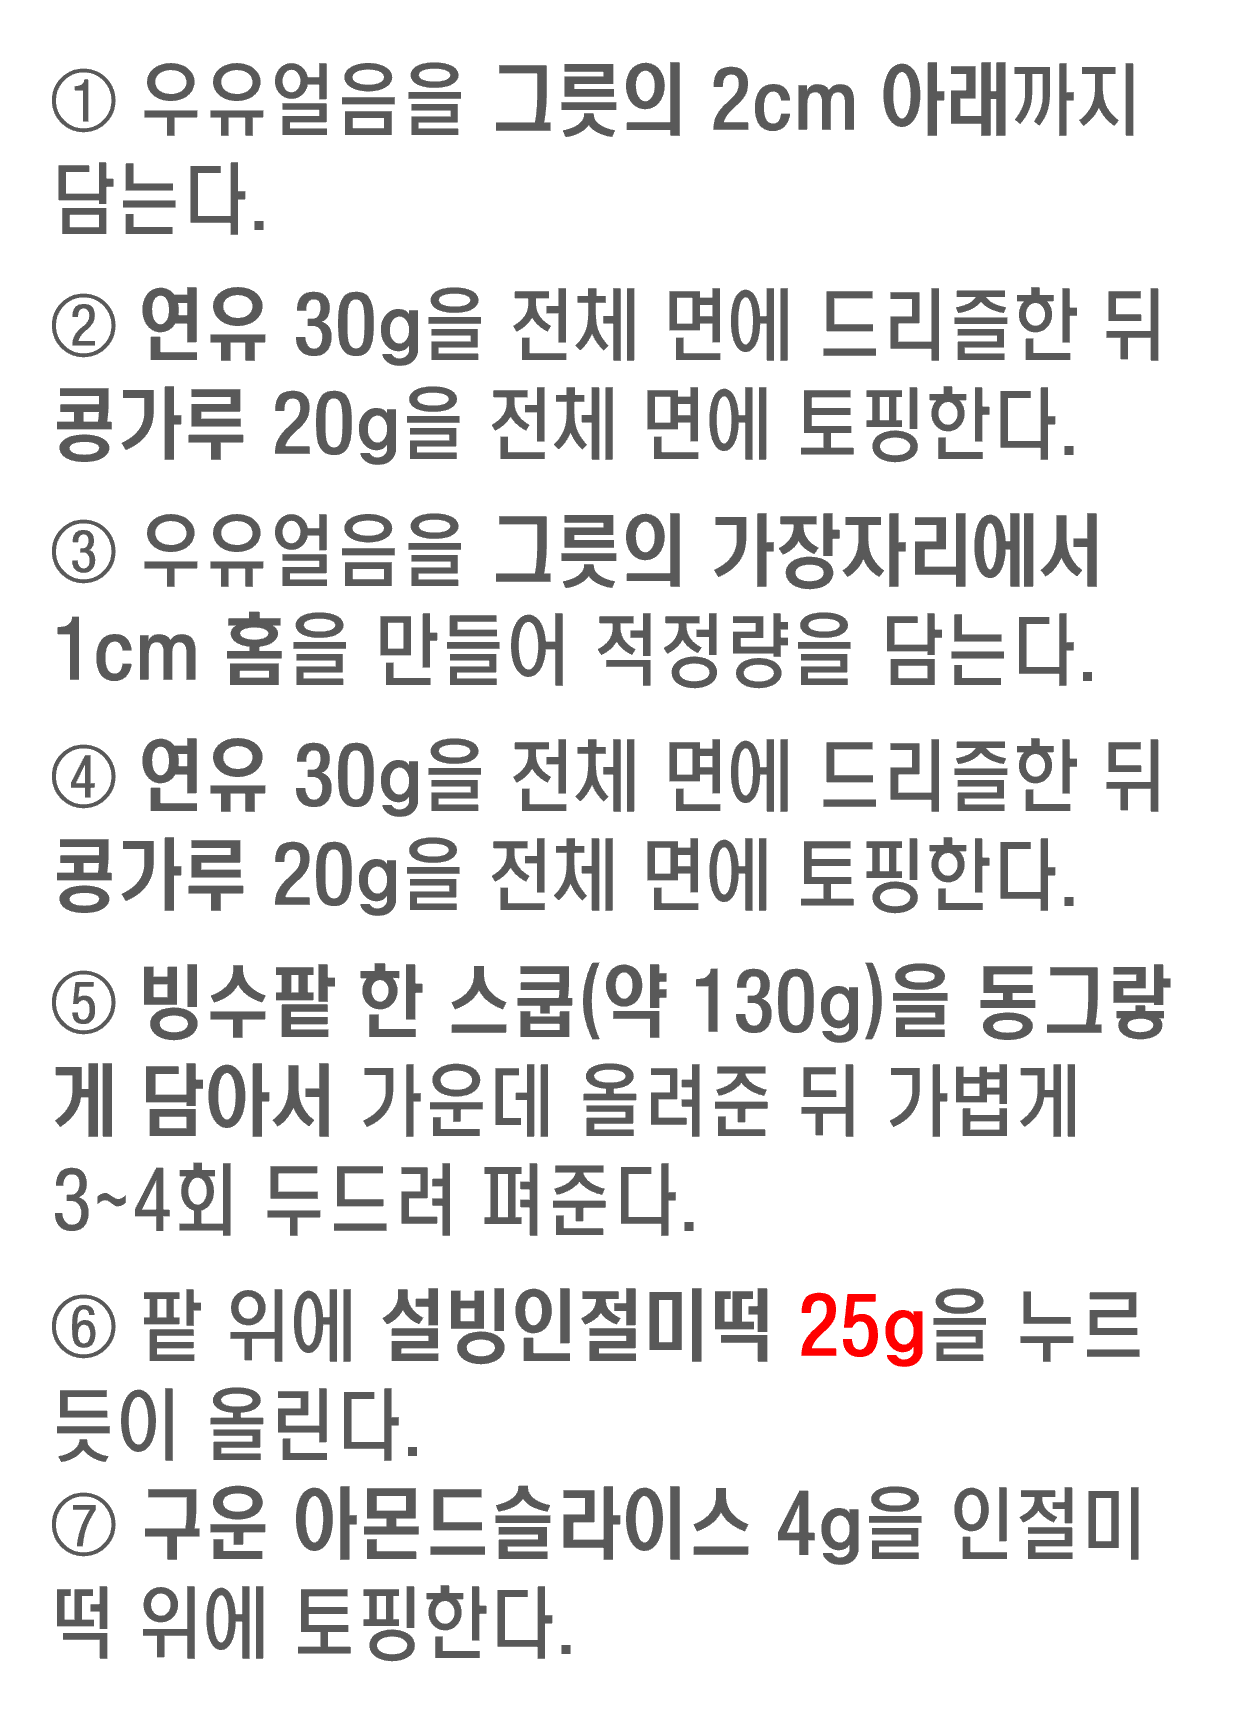 ① 우유얼음을 그릇의 2cm 아래까지
담는다.
② 연유 30g을 전체 면에 드리즐한 뒤
콩가루 20g을 전체 면에 토핑한다.
③ 우유얼음을 그릇의 가장자리에서
1cm 홈을 만들어 적정량을 담는다.
④ 연유 30g을 전체 면에 드리즐한 뒤
콩가루 20g을 전체 면에 토핑한다.
⑤ 빙수팥 한 스쿱(약 130g)을 동그랗
게 담아서 가운데 올려준 뒤 가볍게
3~4회 두드려 펴준다.
⑥ 팥 위에 설빙인절미떡 25g을 누르
듯이 올린다.
⑦ 구운 아몬드슬라이스 4g을 인절미
떡 위에 토핑한다.